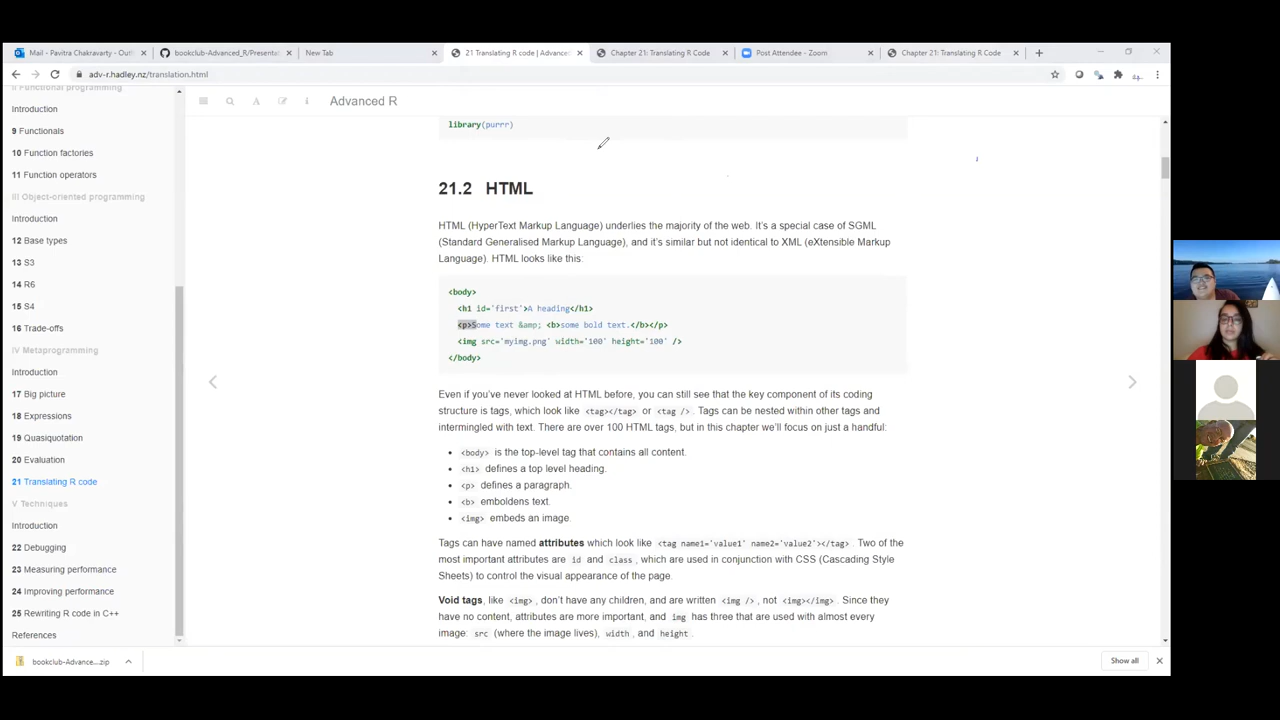 Mail - Pavitra Chakravarty - Out
bookclub-Advanced_R/Presenta
New Tab
21 Translating R code | Advance
Chapter 21: Translating R Code
Post Attendee - Zoom
Chapter 21: Translating R Code
adv-r.hadley.nz/translation.html
II Functional programming
Introduction
9 Functionals
10 Function factories
11 Function operators
III Object-oriented programming
Introduction
12 Base types
13 S3
14 R6
15 S4
16 Trade-offs
IV Metaprogramming
Introduction
17 Big picture
18 Expressions
19 Quasiquotation
20 Evaluation
21 Translating R code
V Techniques
Introduction
22 Debugging
23 Measuring performance
24 Improving performance
25 Rewriting R code in C++
References
Advanced R
library(purrr)
21.2 HTML
HTML (HyperText Markup Language) underlies the majority of the web. It's a special case of SGML
(Standard Generalised Markup Language), and it's similar but not identical to XML (eXtensible Markup
Language). HTML looks like this:
<body>
<h1 id='first'>A heading</h1>
<p>Some text &amp; <b>some bold text.</b></p>
<img src='myimg.png' width='100' height='100' />
</body>
Even if you've never looked at HTML before, you can still see that the key component of its coding
structure is tags, which look like <tag></tag> or <tag />. Tags can be nested within other tags and
intermingled with text. There are over 100 HTML tags, but in this chapter we'll focus on just a handful:
• <body> is the top-level tag that contains all content.
• <h1> defines a top level heading.
• <p> defines a paragraph.
• <b> emboldens text.
• <img> embeds an image.
Tags can have named attributes which look like <tag name1='value1' name2='value2'></tag>. Two of the
most important attributes are id and class, which are used in conjunction with CSS (Cascading Style
Sheets) to control the visual appearance of the page.
Void tags, like <img>, don't have any children, and are written <img />, not <img></img>. Since they
have no content, attributes are more important, and img has three that are used with almost every
image: src (where the image lives), width, and height.
bookclub-Advance....zip
Show all